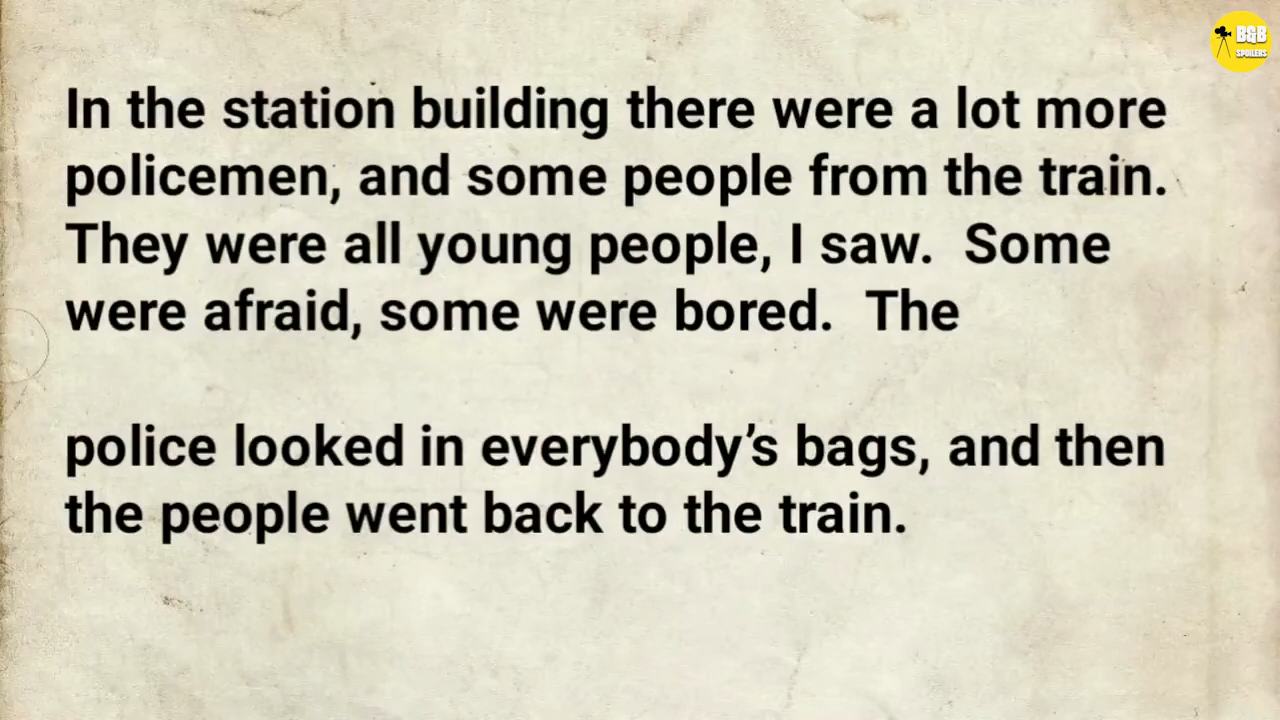 B&B
SPOILERS
In the station building there were a lot more
policemen, and some people from the train.
They were all young people, I saw.  Some
were afraid, some were bored.  The
police looked in everybody’s bags, and then
the people went back to the train.